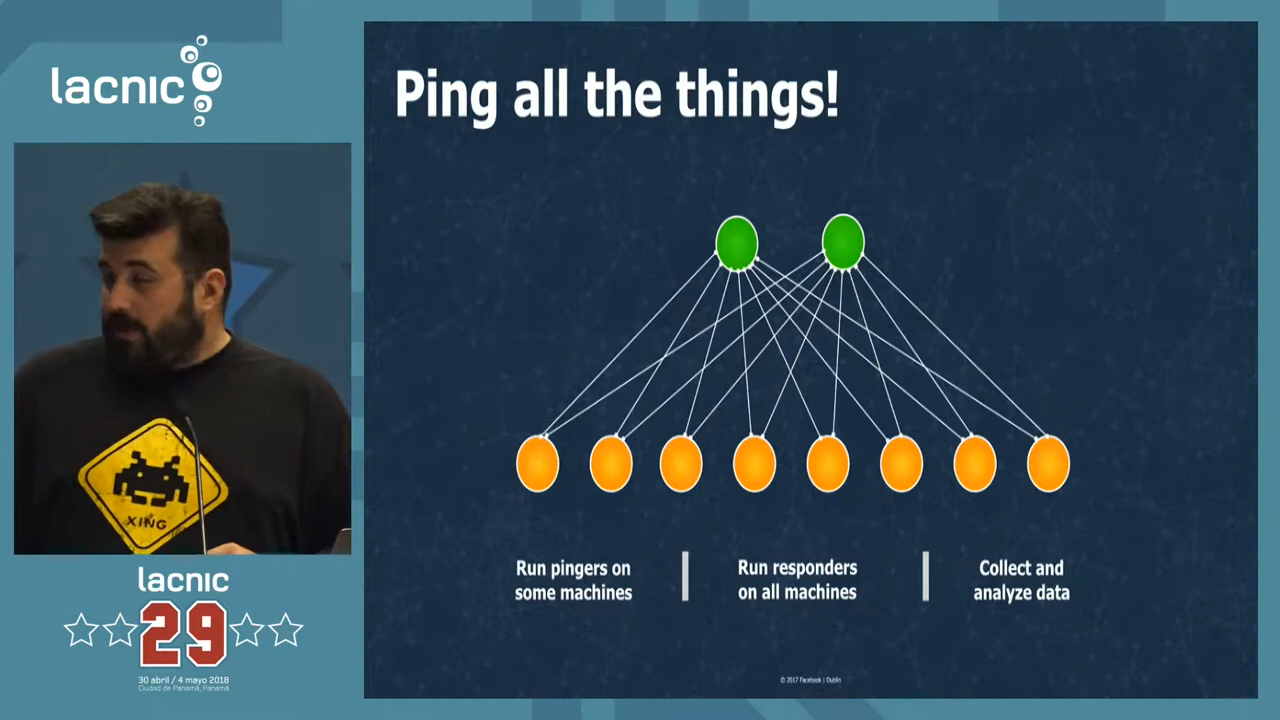 lacnic
Ping all the things!
XING
Run pingers on
some machines
Run responders
on all machines
Collect and
analyze data
lacnic
29
30 abril / 4 mayo 2018
Ciudad de Panamá, Panamá
© 2017 Facebook | Dublin